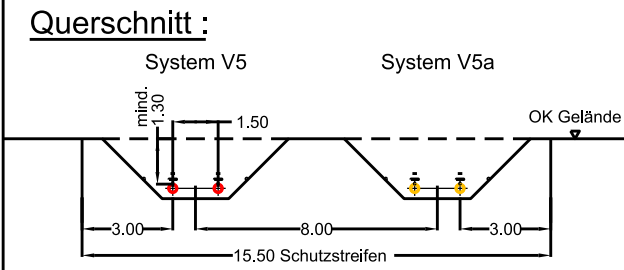 Querschnitt :
System V5
System V5a
mind.
1.30
1.50
OK Gelände
3.00
8.00
3.00
15.50 Schutzstreifen